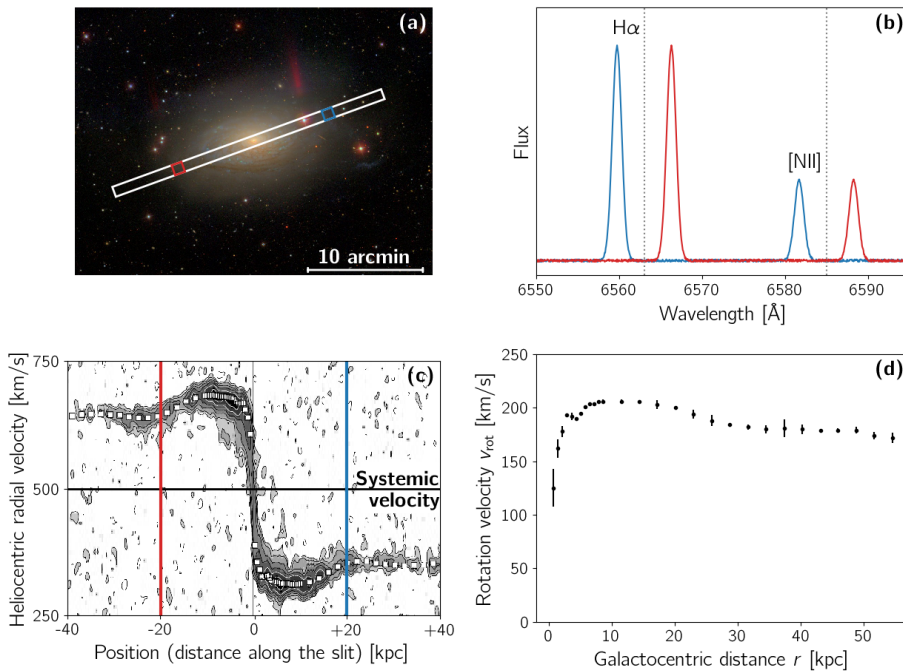 (a)
10 arcmin
(b)
Hα
[NII]
Flux
6550
6560
6570
6580
6590
Wavelength [Å]
(c)
Heliocentric radial velocity [km/s]
750
500
250
Systemic
velocity
-40
-20
0
+20
+40
Position (distance along the slit) [kpc]
(d)
Rotation velocity vrot [km/s]
250
200
150
100
50
0
0
10
20
30
40
50
Galactocentric distance r [kpc]